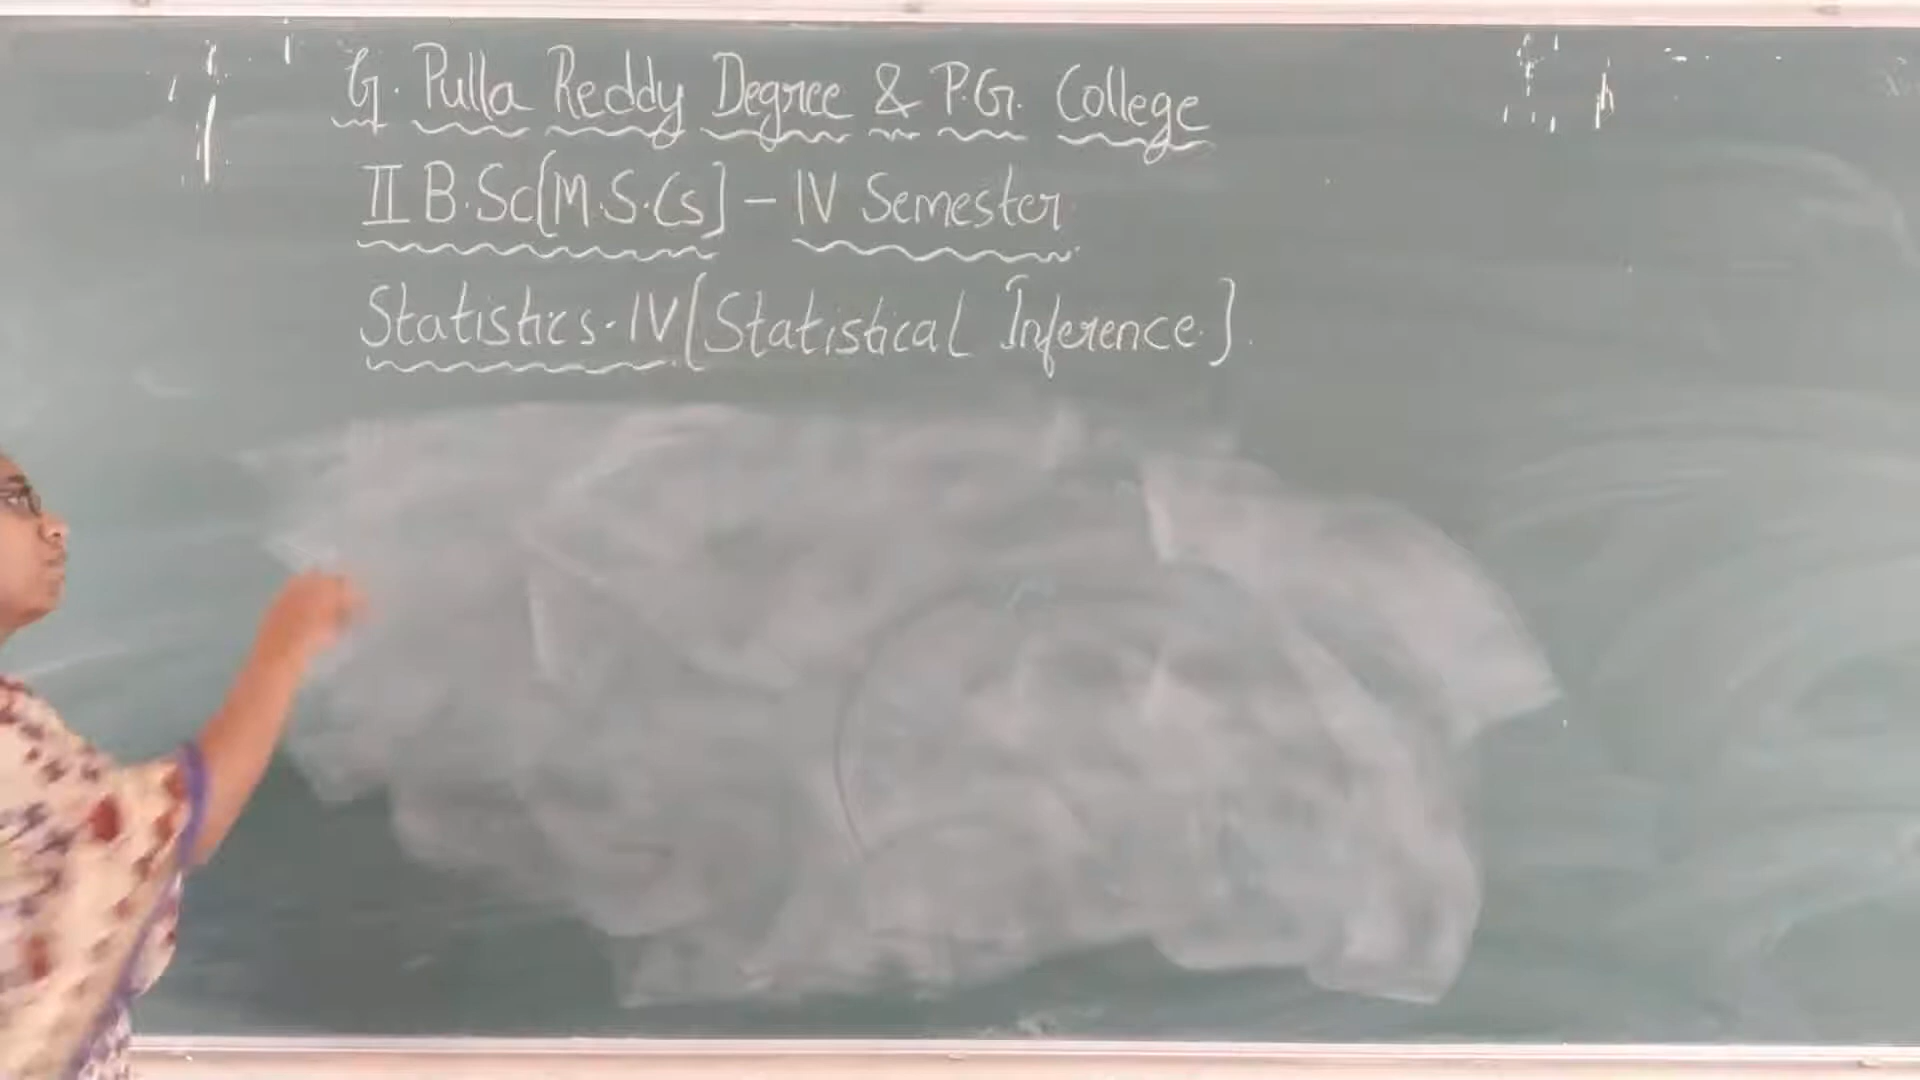 G. Pulla Reddy Degree & P.G. College
II B.Sc[M.S.Cs] - IV Semester
Statistics-IV[Statistical Inference.].